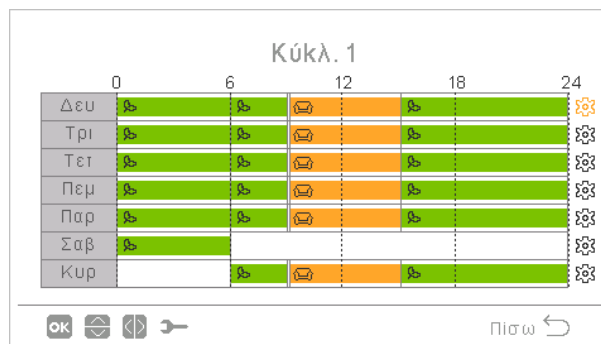 Κύκλ. 1
0 6 12 18 24
Δευ
Τρι
Τετ
Πεμ
Παρ
Σαβ
Κυρ
OK Πίσω